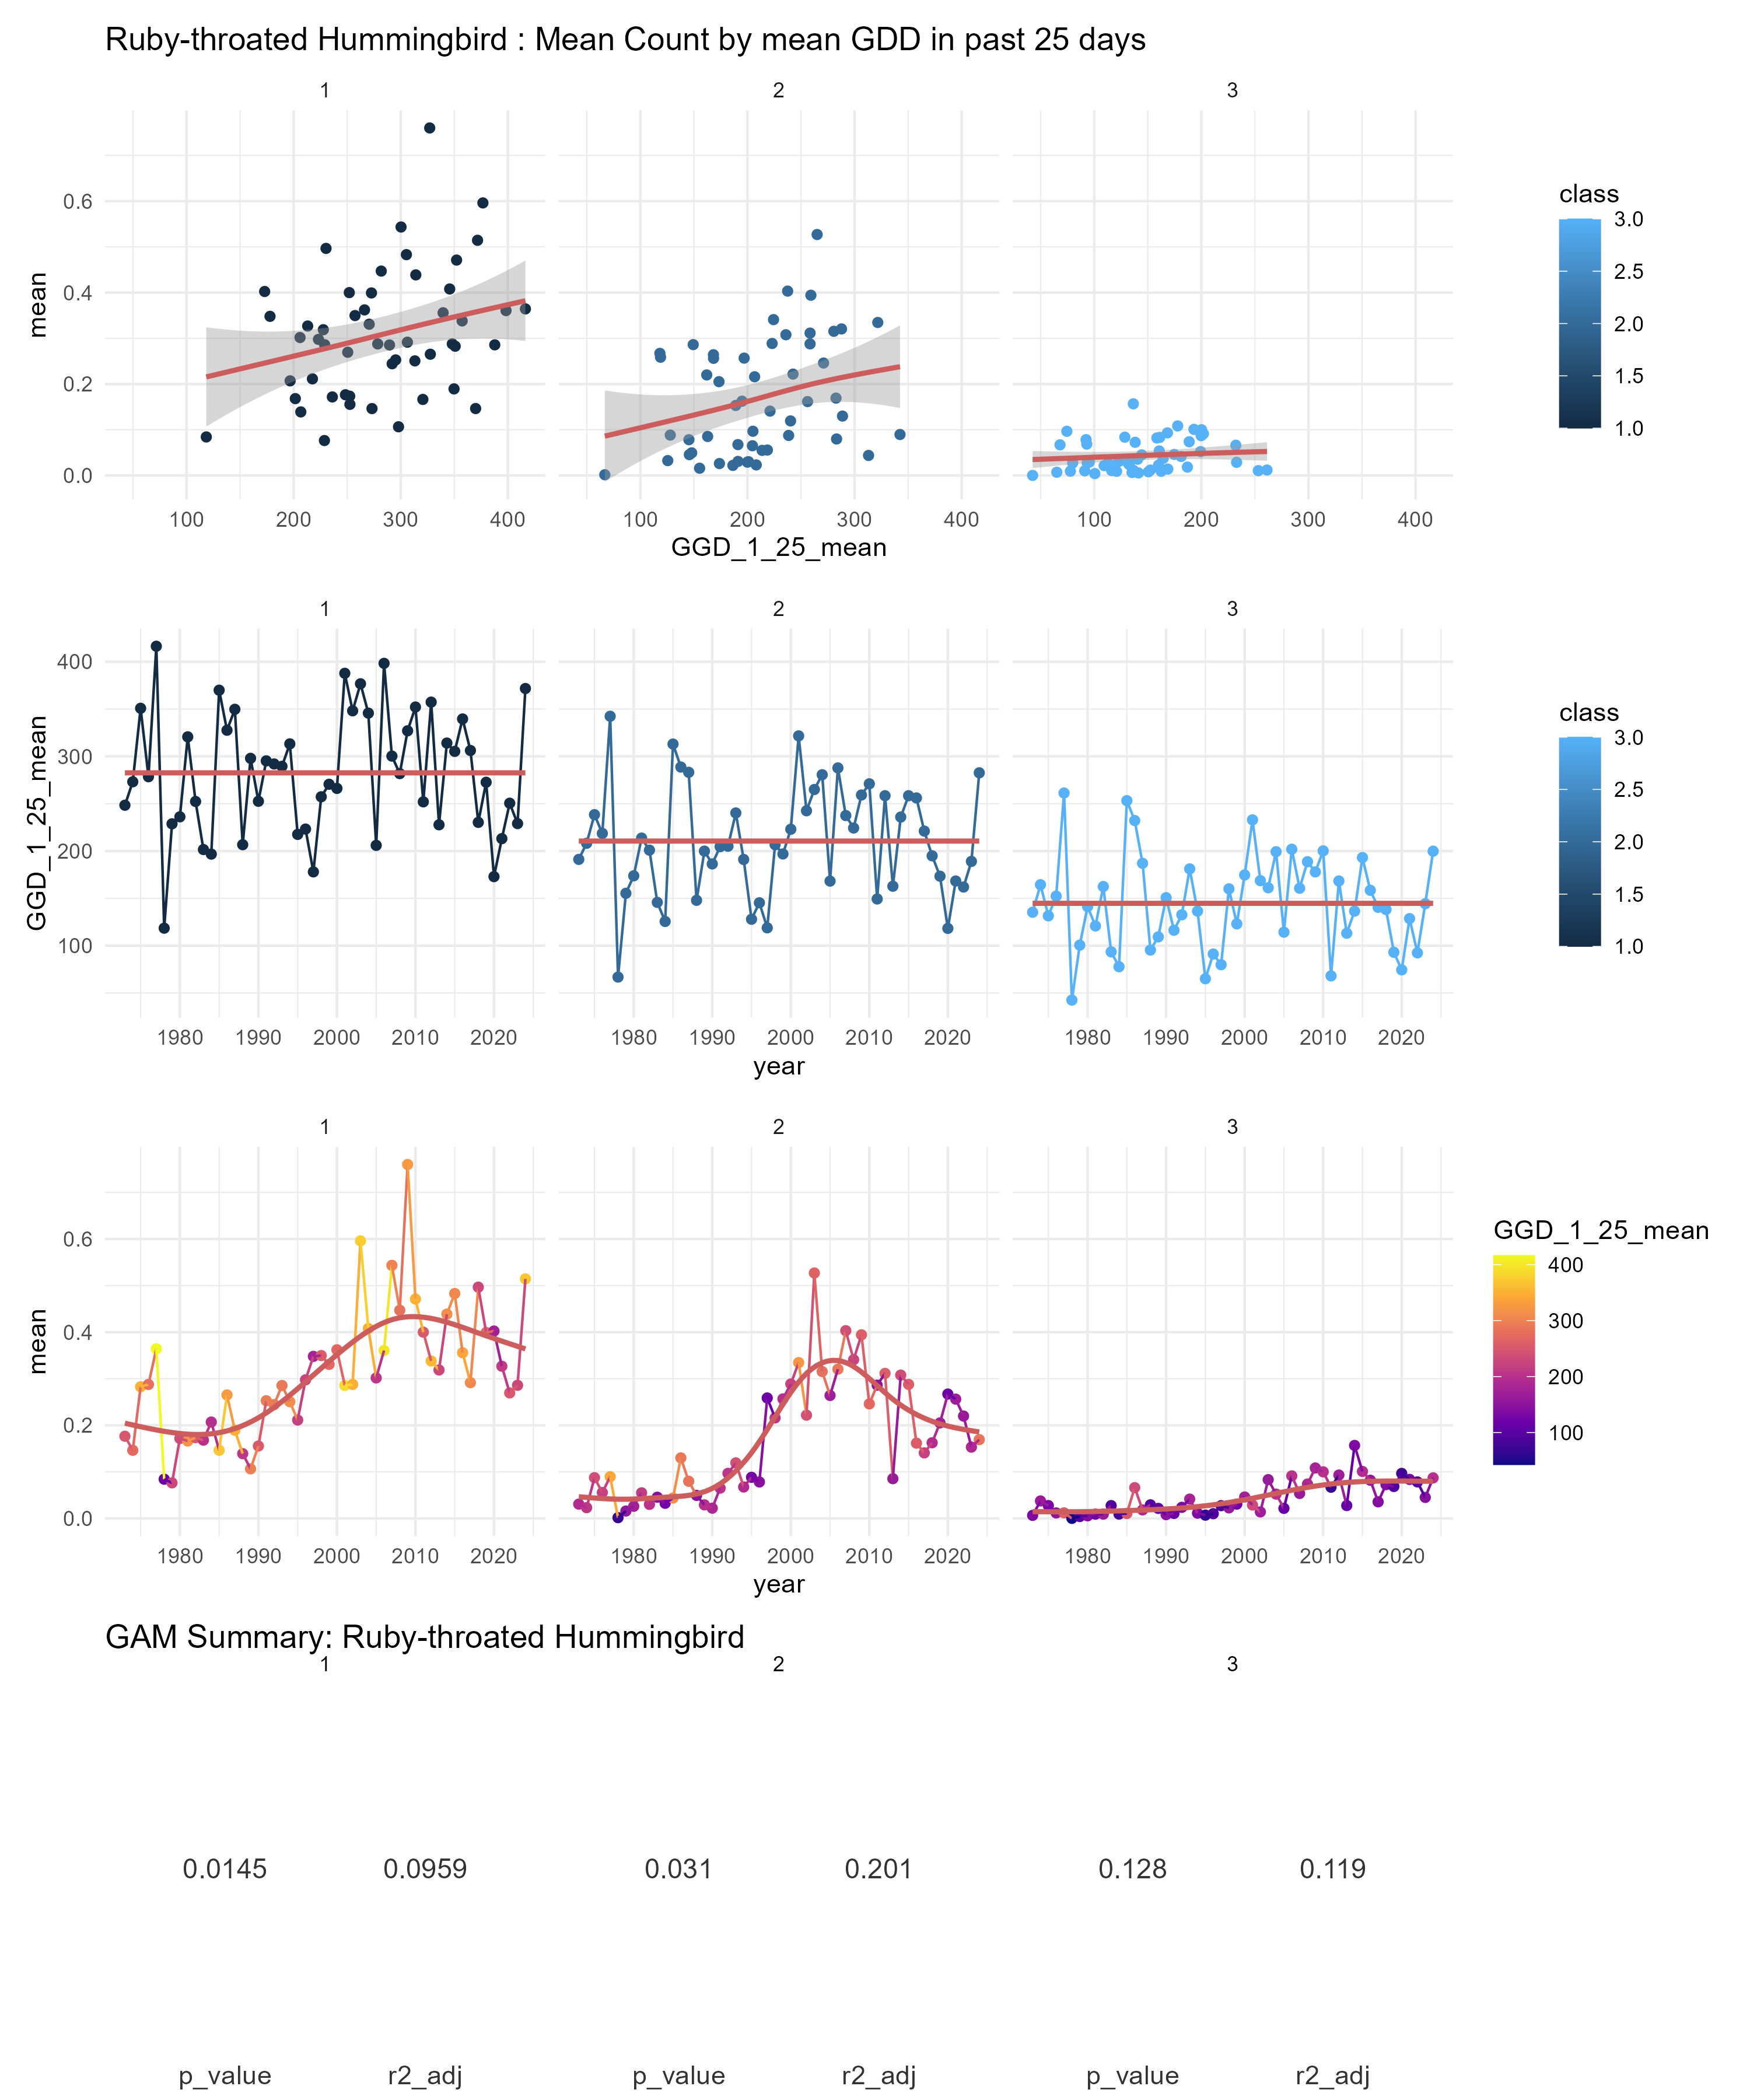 Ruby-throated Hummingbird : Mean Count by mean GDD in past 25 days
1 2 3
mean
0.6
0.4
0.2
0.0
100 200 300 400 100 200 300 400 100 200 300 400
GGD_1_25_mean
class
3.0
2.5
2.0
1.5
1.0
1 2 3
GGD_1_25_mean
400
300
200
100
1980 1990 2000 2010 2020 1980 1990 2000 2010 2020 1980 1990 2000 2010 2020
year
class
3.0
2.5
2.0
1.5
1.0
1 2 3
mean
0.6
0.4
0.2
0.0
1980 1990 2000 2010 2020 1980 1990 2000 2010 2020 1980 1990 2000 2010 2020
year
GGD_1_25_mean
400
300
200
100
GAM Summary: Ruby-throated Hummingbird
1 2 3
0.0145 0.0959 0.031 0.201 0.128 0.119
p_value r2_adj p_value r2_adj p_value r2_adj